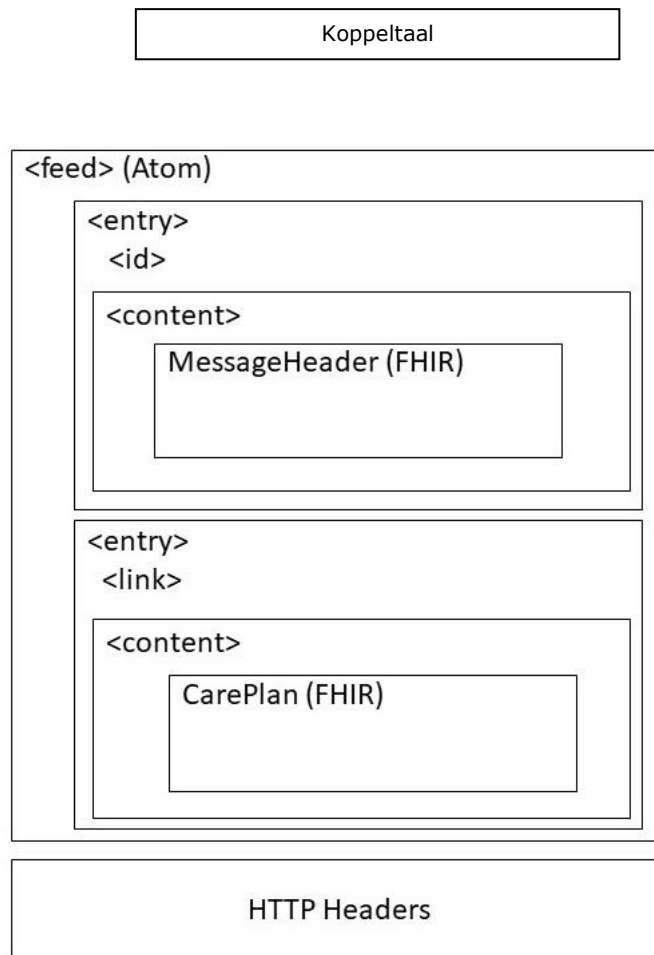 Koppeltaal
<feed> (Atom)
<entry>
<id>
<content>
MessageHeader (FHIR)
<entry>
<link>
<content>
CarePlan (FHIR)
HTTP Headers